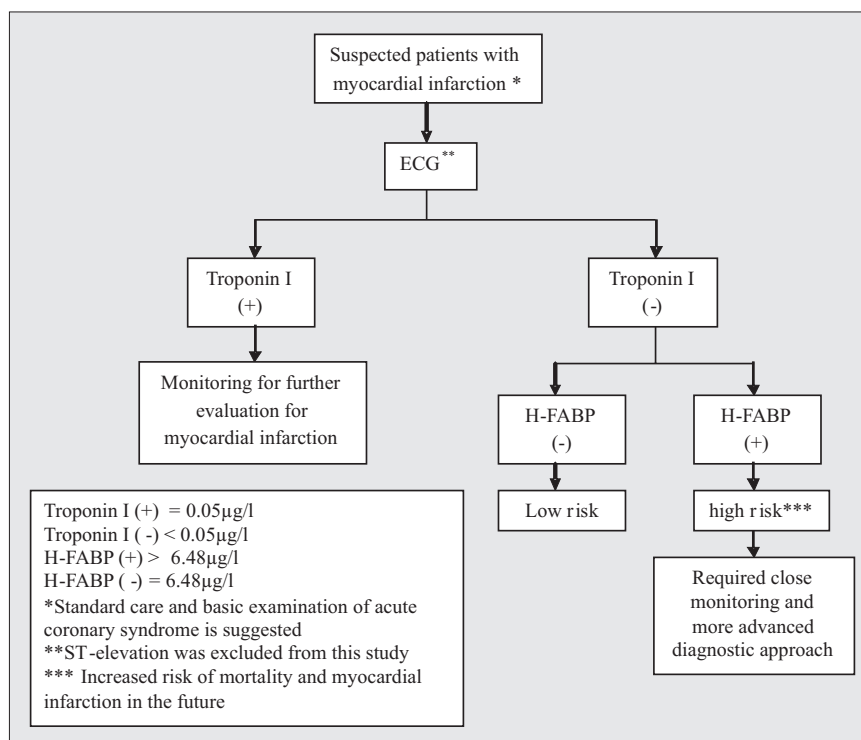 Suspected patients with
myocardial infarction *
ECG**
Troponin I
(+)
Troponin I
(-)
Monitoring for further
evaluation for
myocardial infarction
H-FABP
(-)
H-FABP
(+)
Low risk
high risk***
Required close
monitoring and
more advanced
diagnostic approach
Troponin I (+) = 0.05µg/l
Troponin I (-) < 0.05µg/l
H-FABP (+) > 6.48µg/l
H-FABP ( -) = 6.48µg/l
*Standard care and basic examination of acute
coronary syndrome is suggested
**ST-elevation was excluded from this study
*** Increased risk of mortality and myocardial
infarction in the future